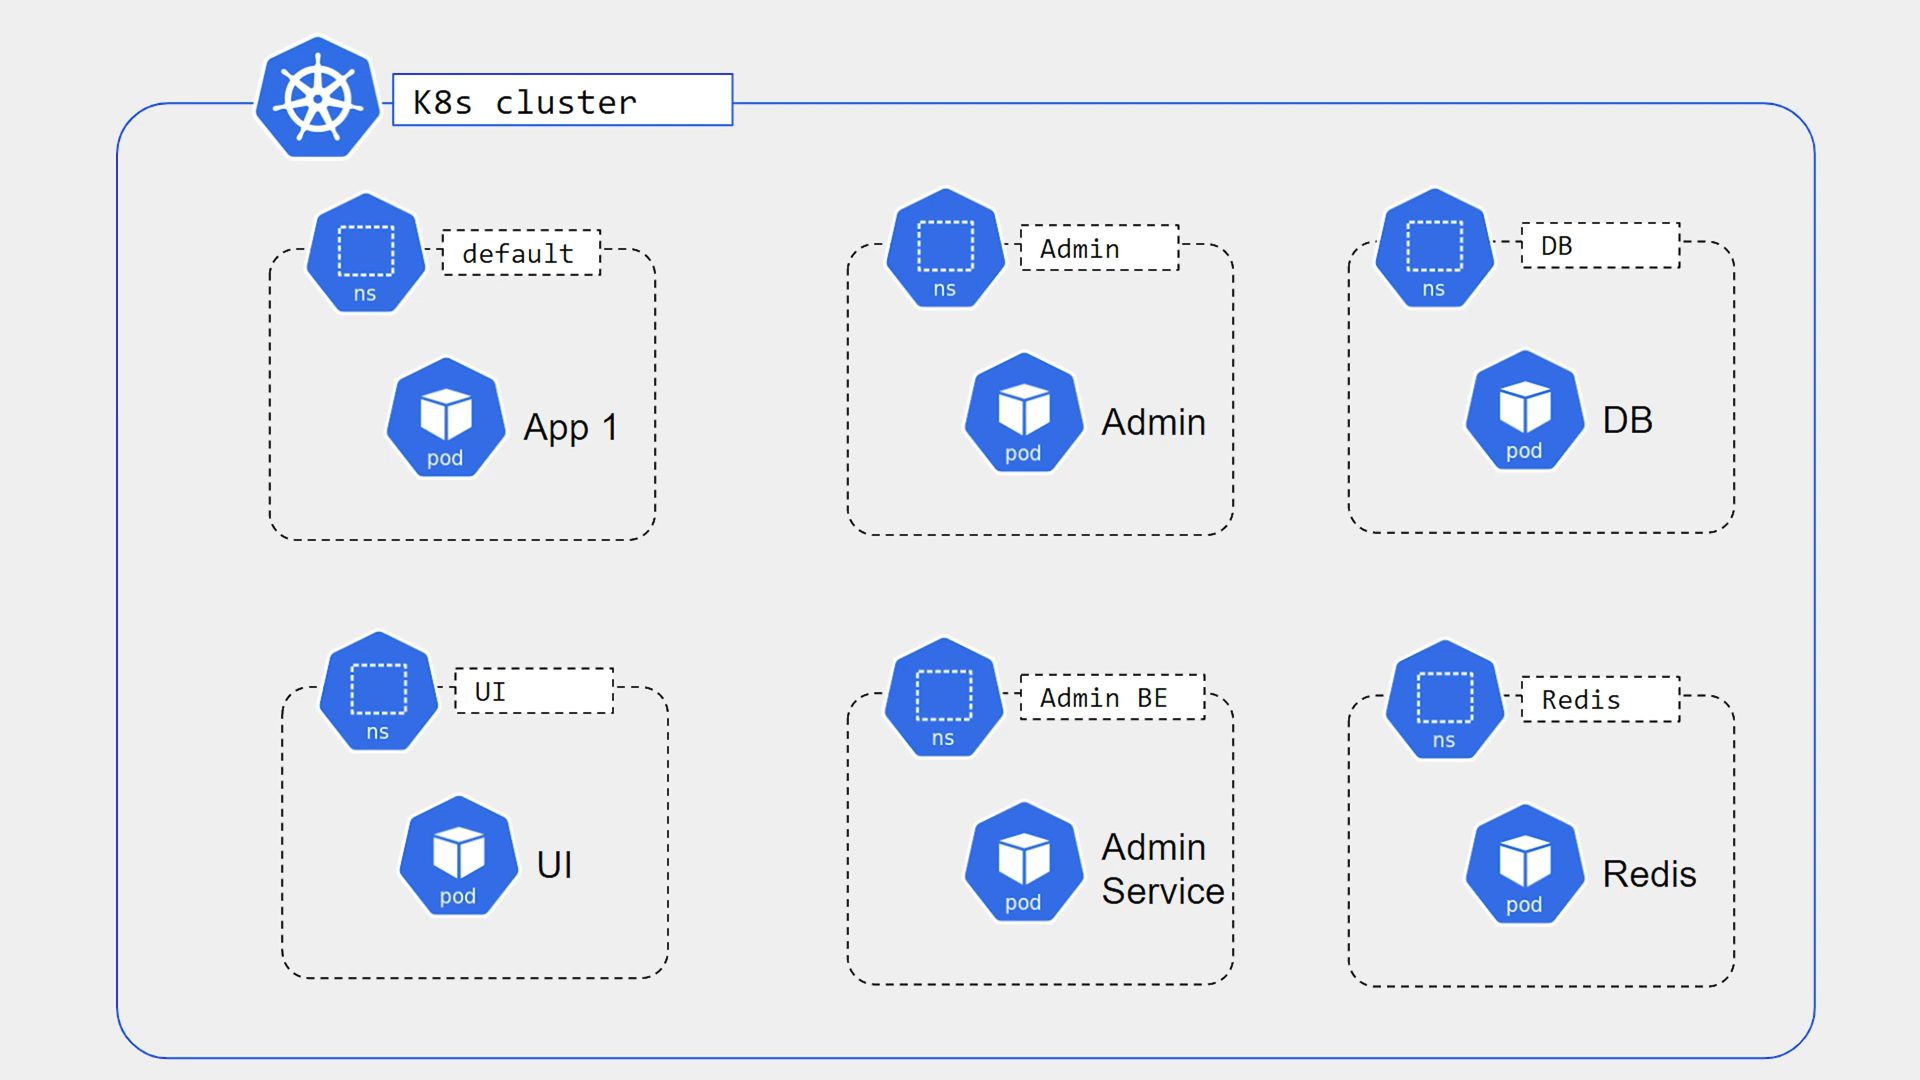 K8s cluster
ns
default
pod
App 1
ns
Admin
pod
Admin
ns
DB
pod
DB
ns
UI
pod
UI
ns
Admin BE
pod
Admin
Service
ns
Redis
pod
Redis